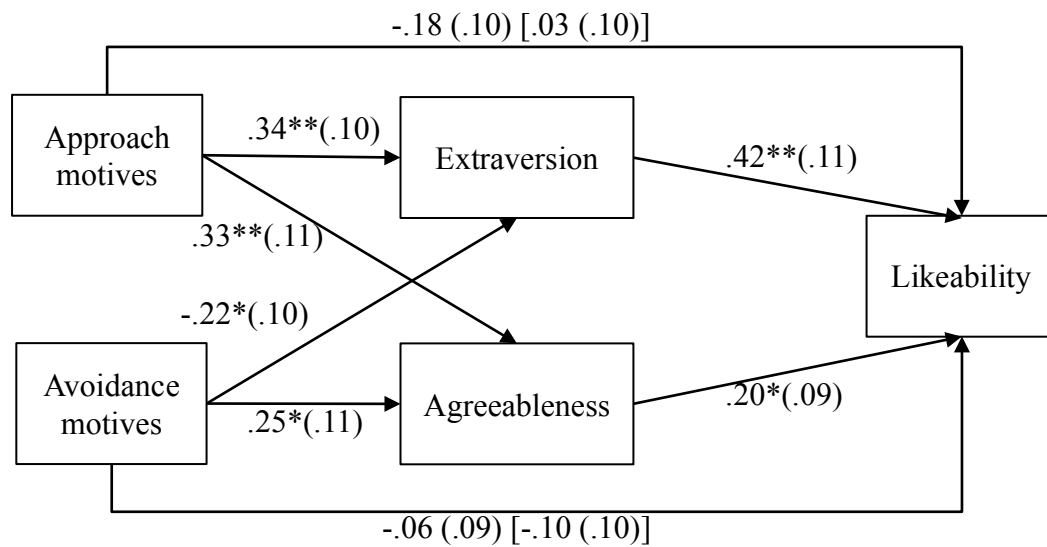 -.18 (.10) [.03 (.10)]
Approach
motives
.34**(.10)
Extraversion
.42**(.11)
.33**(.11)
Likeability
-.22*(.10)
Avoidance
motives
.25*(.11)
Agreeableness
.20*(.09)
-.06 (.09) [-.10 (.10)]